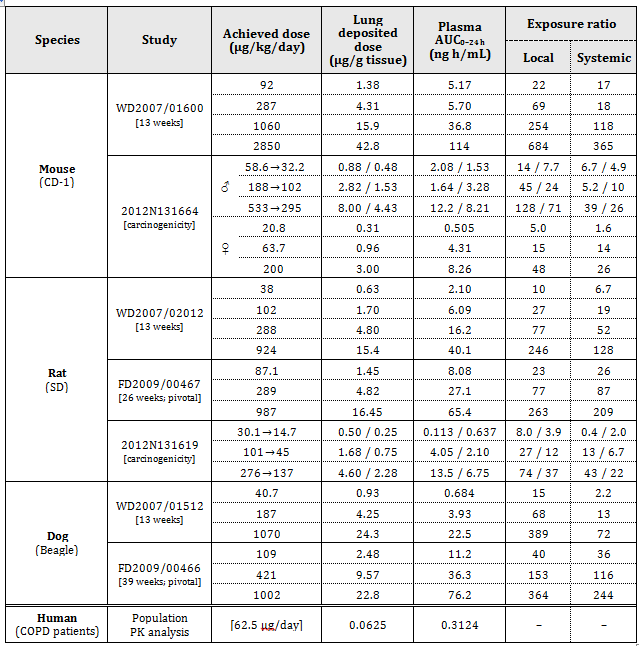 Species Study Achieved dose (µg/kg/day) Lung deposited dose (µg/g tissue) Plasma AUC0–24 h (ng h/mL) Exposure ratio
Local Systemic
Mouse (CD-1)
WD2007/01600 [13 weeks]
92 1.38 5.17 22 17
287 4.31 5.70 69 18
1060 15.9 36.8 254 118
2850 42.8 114 684 365
2012N131664 [carcinogenicity]
♂
58.6→32.2 0.88 / 0.48 2.08 / 1.53 14 / 7.7 6.7 / 4.9
188→102 2.82 / 1.53 1.64 / 3.28 45 / 24 5.2 / 10
533→295 8.00 / 4.43 12.2 / 8.21 128 / 71 39 / 26
♀
20.8 0.31 0.505 5.0 1.6
63.7 0.96 4.31 15 14
200 3.00 8.26 48 26
Rat (SD)
WD2007/02012 [13 weeks]
38 0.63 2.10 10 6.7
102 1.70 6.09 27 19
288 4.80 16.2 77 52
924 15.4 40.1 246 128
FD2009/00467 [26 weeks; pivotal]
87.1 1.45 8.08 23 26
289 4.82 27.1 77 87
987 16.45 65.4 263 209
2012N131619 [carcinogenicity]
30.1→14.7 0.50 / 0.25 0.113 / 0.637 8.0 / 3.9 0.4 / 2.0
101→45 1.68 / 0.75 4.05 / 2.10 27 / 12 13 / 6.7
276→137 4.60 / 2.28 13.5 / 6.75 74 / 37 43 / 22
Dog (Beagle)
WD2007/01512 [13 weeks]
40.7 0.93 0.684 15 2.2
187 4.25 3.93 68 13
1070 24.3 22.5 389 72
FD2009/00466 [39 weeks; pivotal]
109 2.48 11.2 40 36
421 9.57 36.3 153 116
1002 22.8 76.2 364 244
Human (COPD patients) Population PK analysis [62.5 µg/day] 0.0625 0.3124 – –